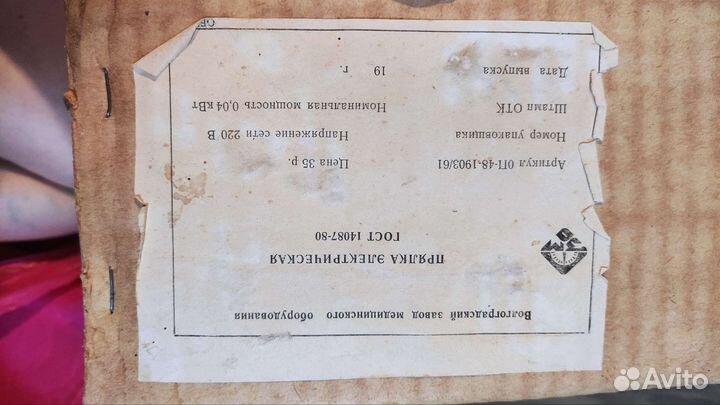 Волгоградский завод медицинского оборудования
ПРЯЛКА ЭЛЕКТРИЧЕСКАЯ
ГОСТ 14087-80
Артикул 0П-48-1903/61 Цена 35 р.
Номер упаковщика Напряжение сети 220 В
Штамп ОТК Номинальная мощность 0,04 кВт
Дата выпуска 19 г.
Avito